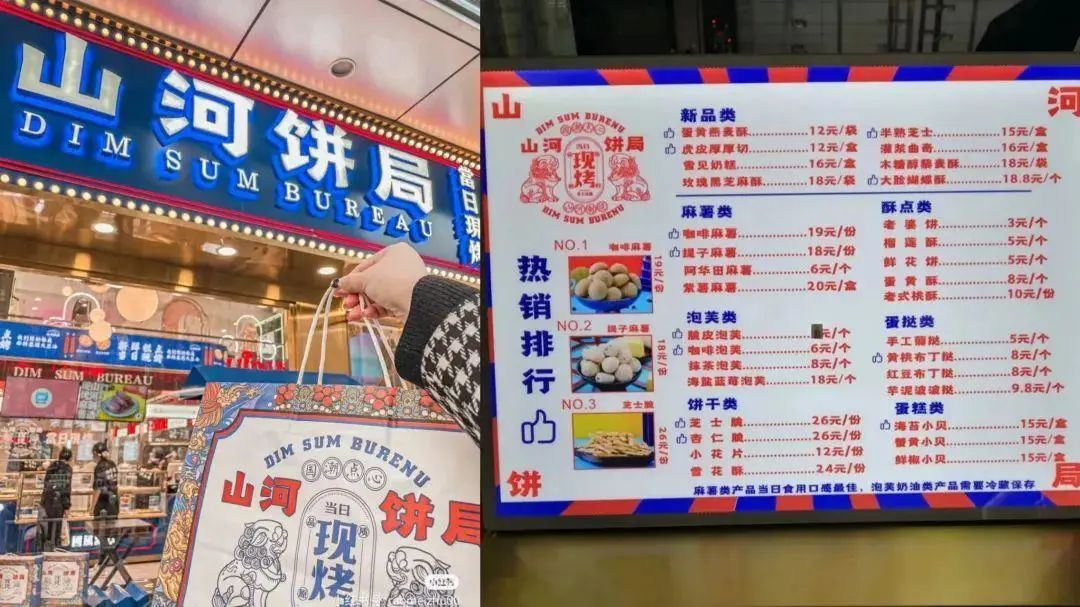 山河饼局
DIM SUM BUREAU
當日現烤
DIM SUM BUREAU
DIM SUM BURENU
国潮点心
山河饼局
当日
现烤
小红书
山河
饼局
DIM SUM BURENU
国潮点心
山河饼局
当日
现烤
DIM SUM BURENU
热销排行
NO.1 咖啡麻薯
19元/份
NO.2 提子麻薯
18元/份
NO.3 芝士脆
26元/份
新品类
蛋黄燕麦酥 12元/袋
虎皮厚厚切 12元/盒
雪见奶糕 16元/盒
玫瑰黑芝麻酥 18元/袋
半熟芝士 15元/盒
灌浆曲奇 16元/盒
木糖醇藜麦酥 18元/袋
大脸蝴蝶酥 18.8元/个
麻薯类
咖啡麻薯 19元/份
提子麻薯 18元/份
阿华田麻薯 6元/个
紫薯麻薯 20元/盒
酥点类
老婆饼 3元/个
榴莲酥 5元/个
鲜花饼 5元/个
蛋黄酥 8元/个
老式桃酥 10元/份
泡芙类
脆皮泡芙 元/个
咖啡泡芙 6元/个
抹茶泡芙 8元/个
海盐蓝莓泡芙 18元/个
蛋挞类
手工葡挞 5元/个
黄桃布丁挞 8元/个
红豆布丁挞 8元/个
芋泥啵啵挞 9.8元/个
饼干类
芝士脆 26元/份
杏仁脆 26元/份
小花片 12元/份
雪花酥 24元/份
蛋糕类
海苔小贝 15元/盒
蟹黄小贝 15元/盒
鲜椒小贝 15元/盒
麻薯类产品当日食用口感最佳，泡芙奶油类产品需要冷藏保存